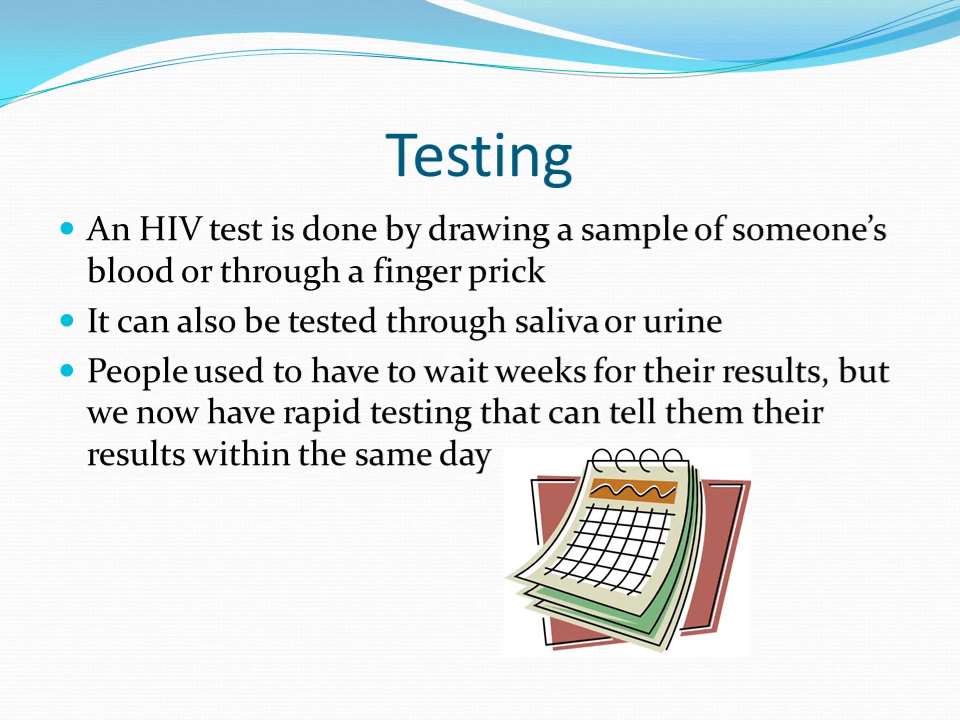 Testing
• An HIV test is done by drawing a sample of someone’s
blood or through a finger prick
• It can also be tested through saliva or urine
• People used to have to wait weeks for their results, but
we now have rapid testing that can tell them their
results within the same day